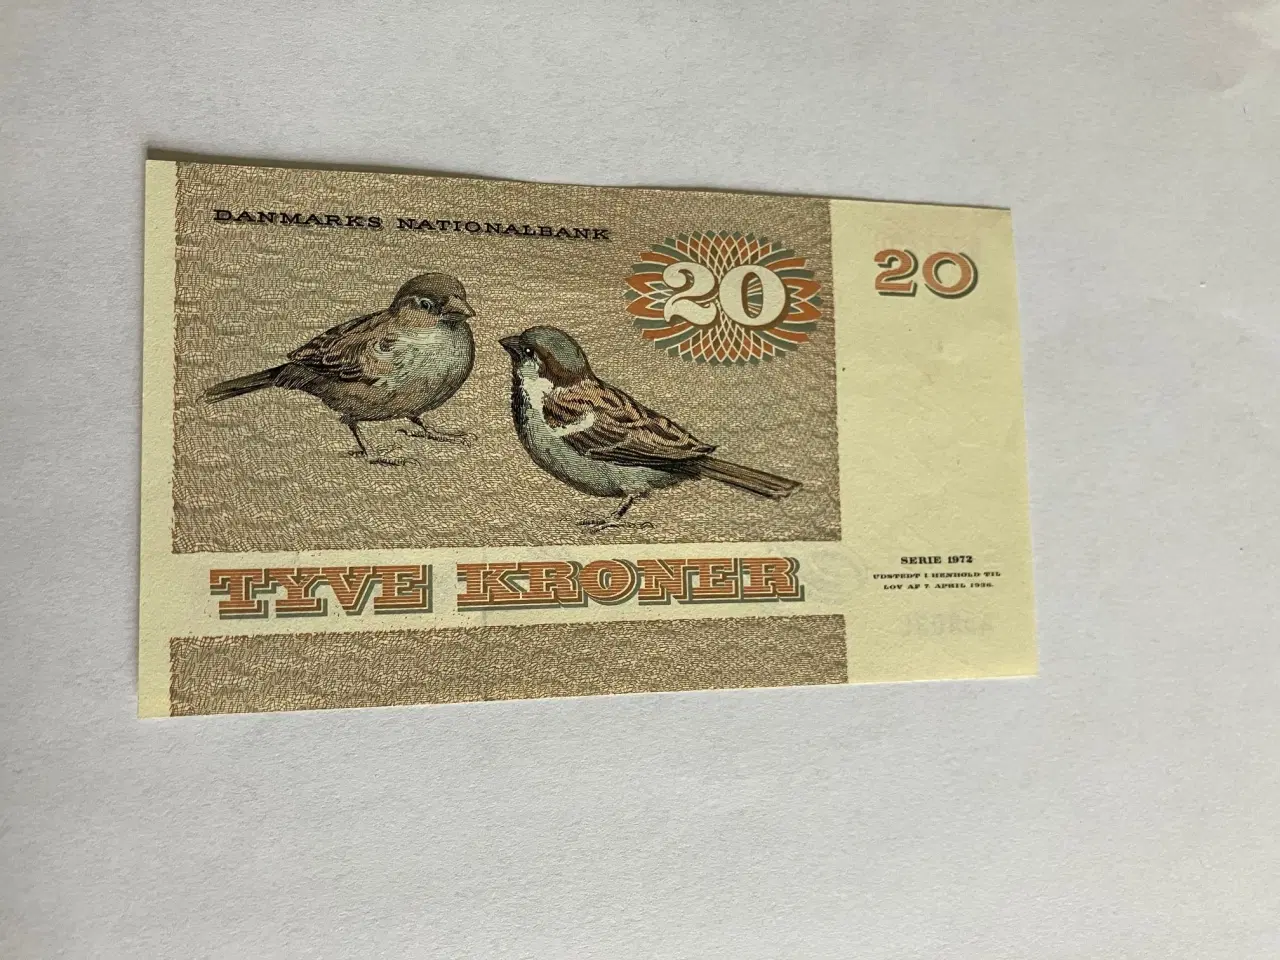 DANMARKS NATIONALBANK
20
20
TYVE KRONER
SERIE 1972
UDSTEDT I HENHOLD TIL
LOV AF 7. APRIL 1936.